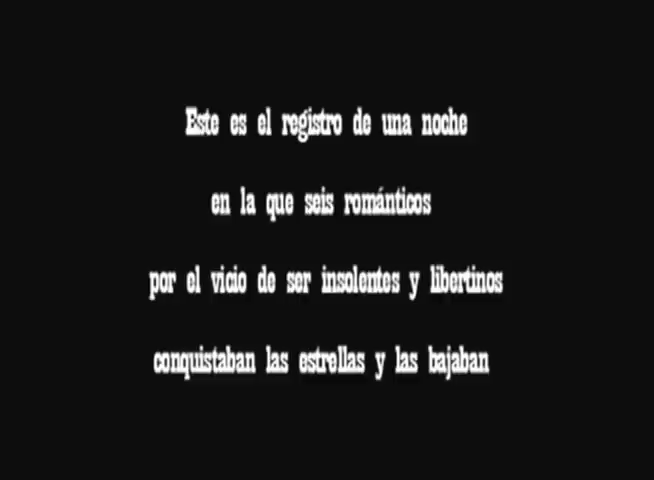 Este es el registro de una noche
en la que seis románticos
por el vicio de ser insolentes y libertinos
conquistaban las estrellas y las bajaban